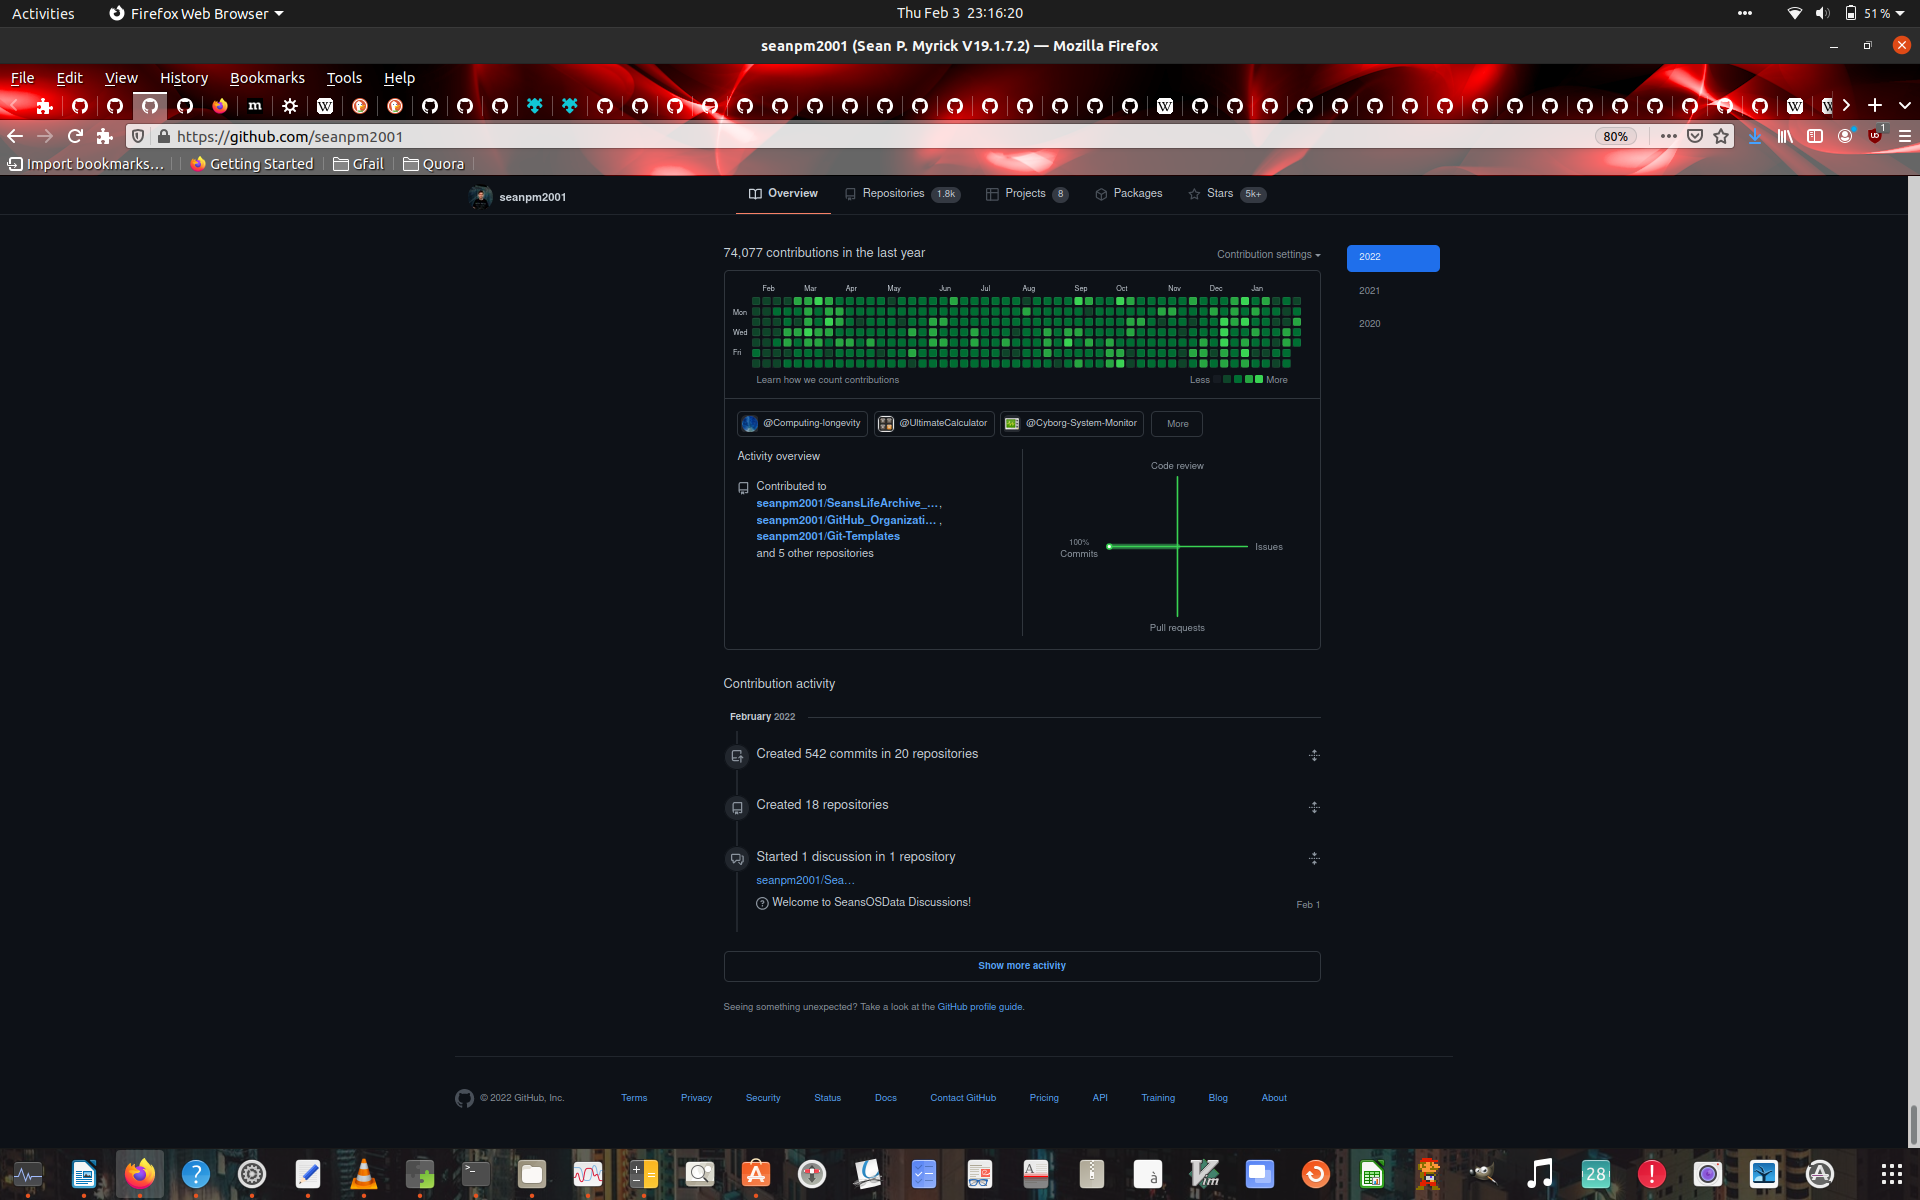 Activities
Firefox Web Browser
Thu Feb 3 23:16:20
51 %
seanpm2001 (Sean P. Myrick V19.1.7.2) — Mozilla Firefox
File Edit View History Bookmarks Tools Help
https://github.com/seanpm2001
80%
1
Import bookmarks…
Getting Started
Gfail
Quora
seanpm2001
Overview
Repositories 1.8k
Projects 8
Packages
Stars 5k+
74,077 contributions in the last year
Contribution settings
2022
2021
2020
Feb Mar Apr May Jun Jul Aug Sep Oct Nov Dec Jan
Mon
Wed
Fri
Learn how we count contributions
Less
More
@Computing-longevity
@UltimateCalculator
@Cyborg-System-Monitor
More
Activity overview
Contributed to
seanpm2001/SeansLifeArchive_…,
seanpm2001/GitHub_Organizati… ,
seanpm2001/Git-Templates
and 5 other repositories
Code review
100%
Commits
Issues
Pull requests
Contribution activity
February 2022
Created 542 commits in 20 repositories
Created 18 repositories
Started 1 discussion in 1 repository
seanpm2001/Sea…
Welcome to SeansOSData Discussions!
Feb 1
Show more activity
Seeing something unexpected? Take a look at the GitHub profile guide.
© 2022 GitHub, Inc.
Terms
Privacy
Security
Status
Docs
Contact GitHub
Pricing
API
Training
Blog
About
28